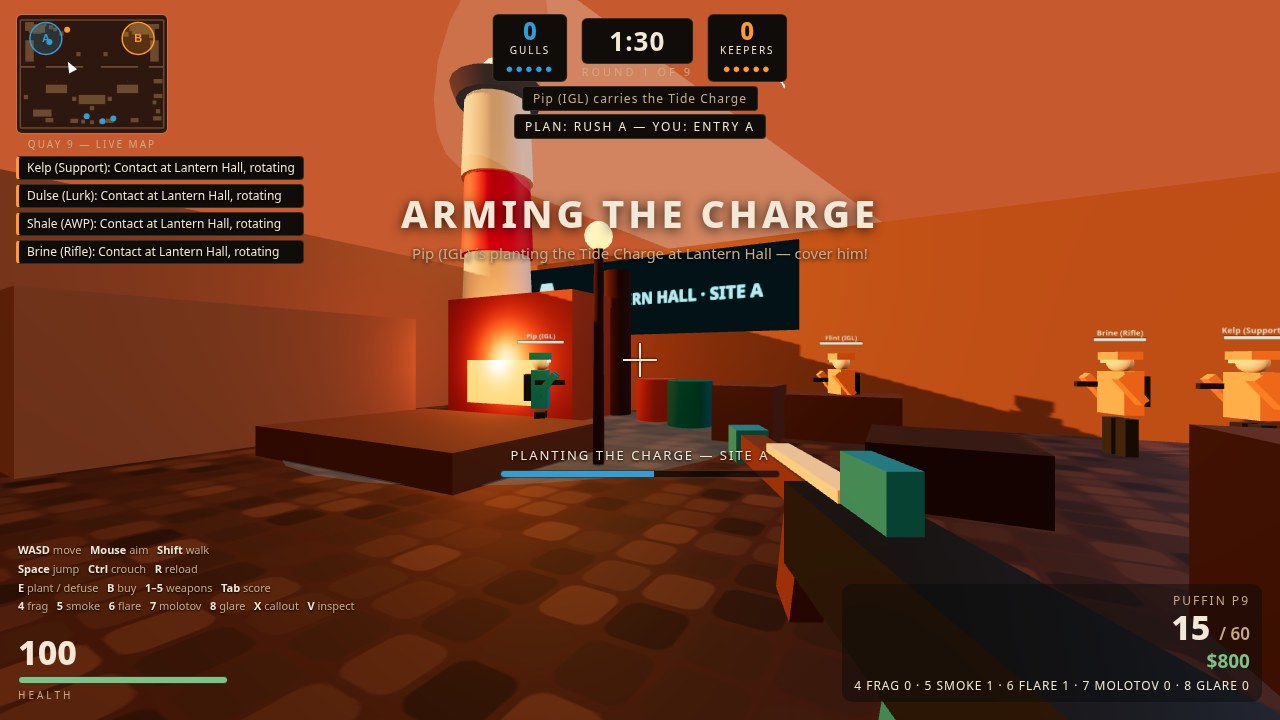 A
B
QUAY 9 — LIVE MAP
Kelp (Support): Contact at Lantern Hall, rotating
Dulse (Lurk): Contact at Lantern Hall, rotating
Shale (AWP): Contact at Lantern Hall, rotating
Brine (Rifle): Contact at Lantern Hall, rotating
0
GULLS
1:30
0
KEEPERS
ROUND 1 OF 9
Pip (IGL) carries the Tide Charge
PLAN: RUSH A — YOU: ENTRY A
ARMING THE CHARGE
Pip (IGL) is planting the Tide Charge at Lantern Hall — cover him!
A
RN HALL · SITE A
Pip (IGL)
Flint (IGL)
Brine (Rifle)
Kelp (Support
PLANTING THE CHARGE — SITE A
WASD move Mouse aim Shift walk
Space jump Ctrl crouch R reload
E plant / defuse B buy 1–5 weapons Tab score
4 frag 5 smoke 6 flare 7 molotov 8 glare X callout V inspect
100
HEALTH
PUFFIN P9
15 / 60
$800
4 FRAG 0 · 5 SMOKE 1 · 6 FLARE 1 · 7 MOLOTOV 0 · 8 GLARE 0